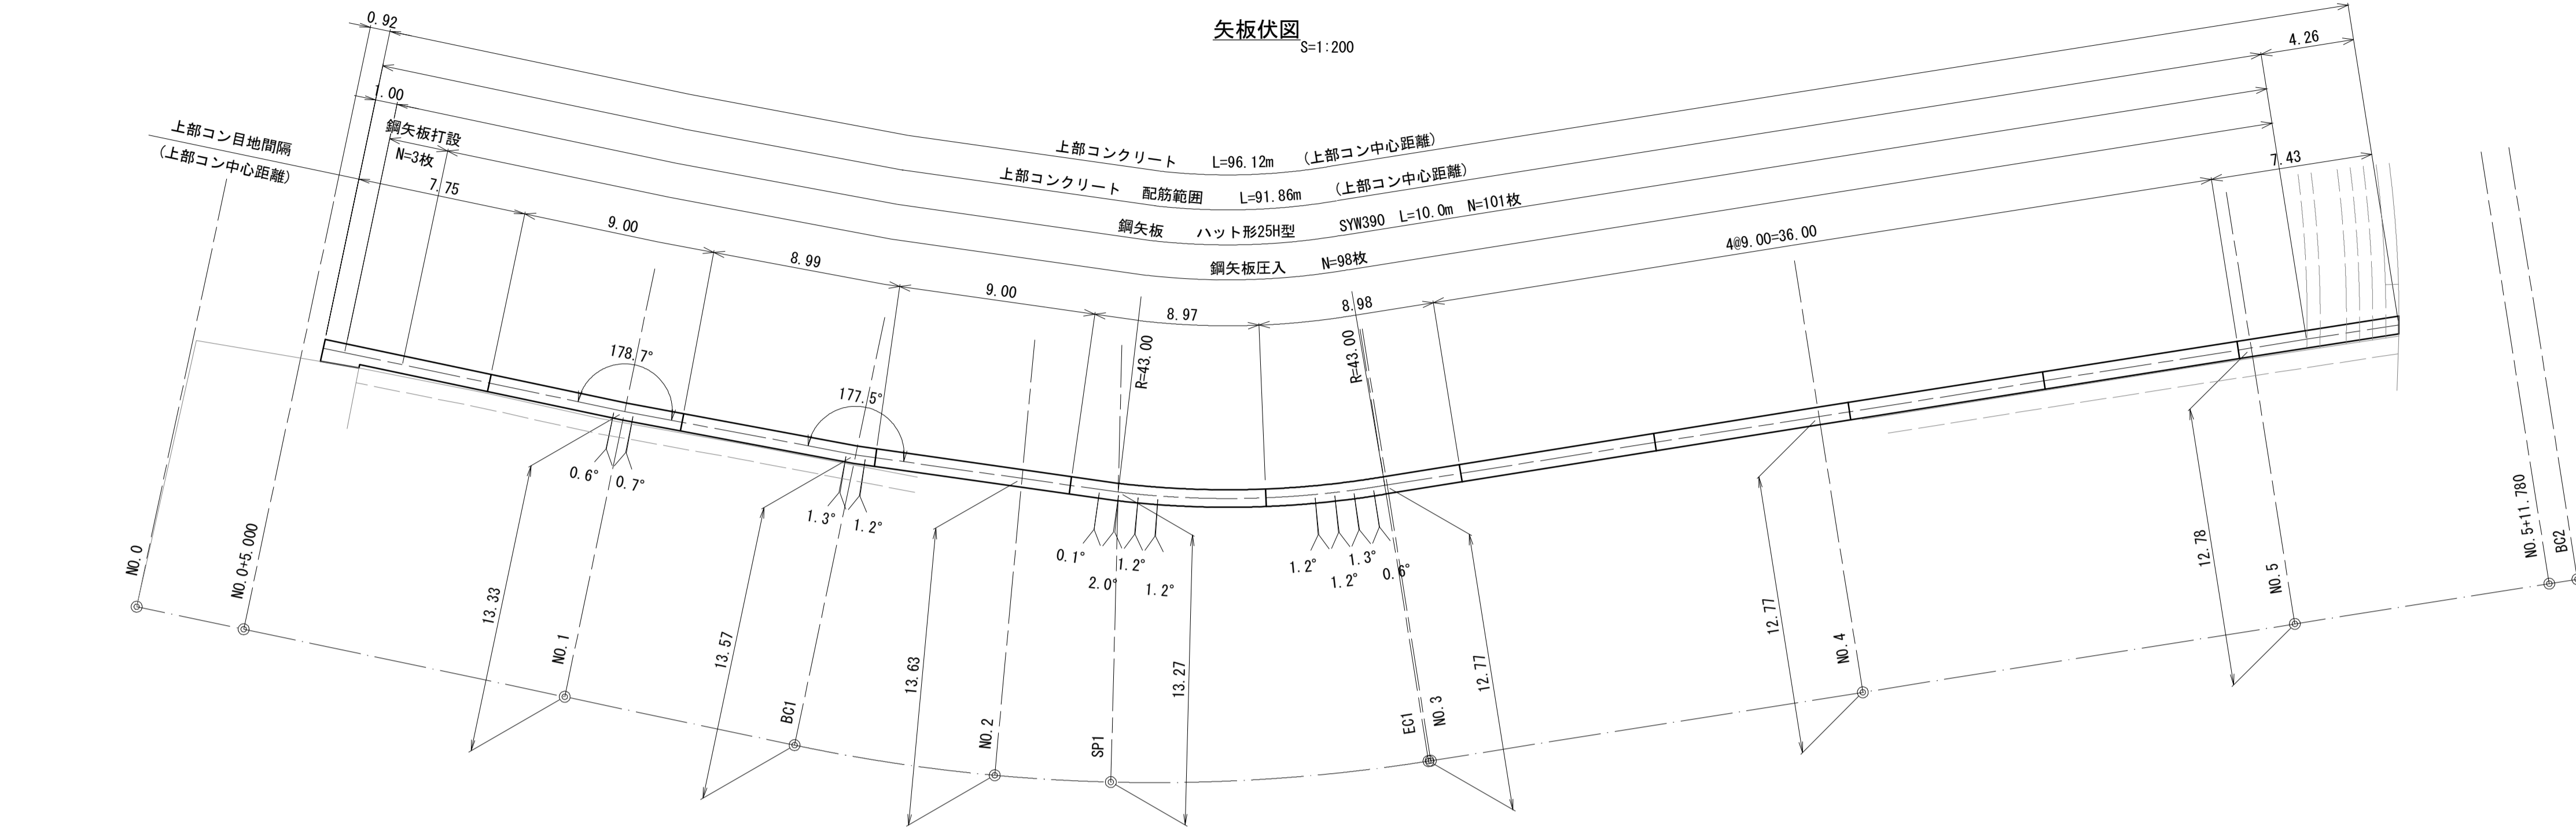 矢板伏図
S=1:200
0.92
4.26
1.00
上部コンクリート L=96.12m (上部コン中心距離)
上部コン目地間隔
(上部コン中心距離)
鋼矢板打設
N=3枚
上部コンクリート 配筋範囲 L=91.86m (上部コン中心距離)
鋼矢板 ハット形25H型 SYW390 L=10.0m N=101枚
鋼矢板圧入 N=98枚
7.75
9.00
8.99
9.00
8.97
8.98
4@9.00=36.00
7.43
178.7°
177.5°
R=43.00
R=43.00
0.6°
0.7°
1.3°
1.2°
0.1°
2.0°
1.2°
1.2°
1.2°
1.2°
1.3°
0.6°
13.33
13.57
13.63
13.27
12.77
12.77
12.78
NO.0
NO.0+5.000
NO.1
BC1
NO.2
SP1
EC1
NO.3
NO.4
NO.5
NO.5+11.780
BC2